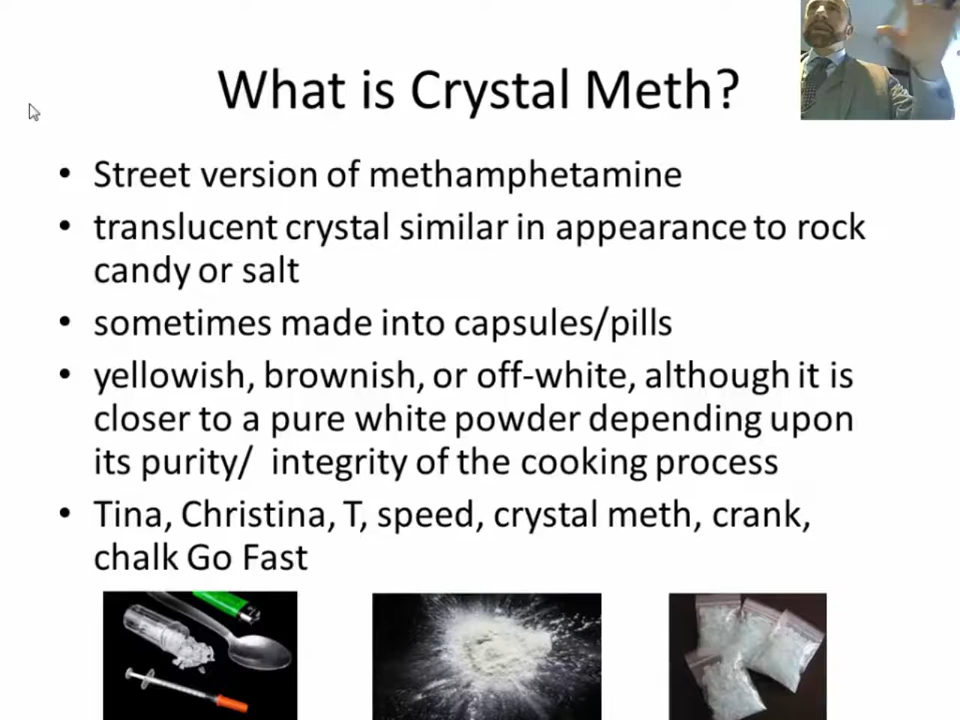 What is Crystal Meth?
• Street version of methamphetamine
• translucent crystal similar in appearance to rock
candy or salt
• sometimes made into capsules/pills
• yellowish, brownish, or off-white, although it is
closer to a pure white powder depending upon
its purity/ integrity of the cooking process
• Tina, Christina, T, speed, crystal meth, crank,
chalk Go Fast